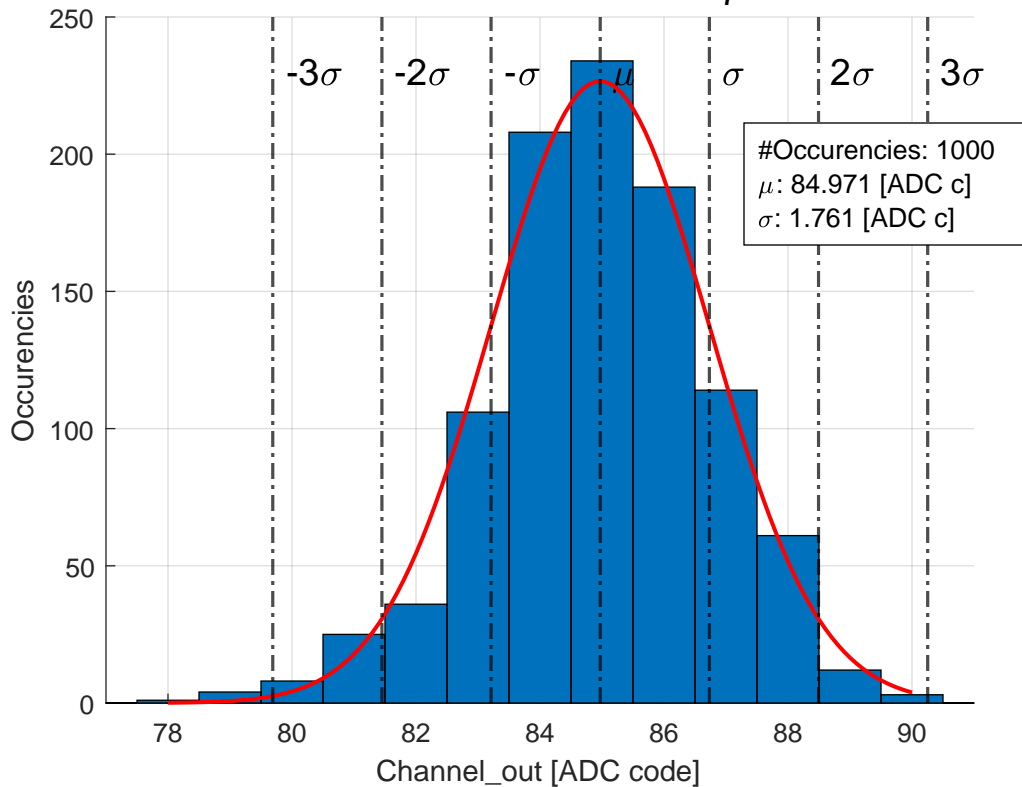 250
200
150
100
50
0
Occurencies
-3σ -2σ -σ μ σ 2σ 3σ
#Occurencies: 1000
μ: 84.971 [ADC c]
σ: 1.761 [ADC c]
78 80 82 84 86 88 90
Channel_out [ADC code]